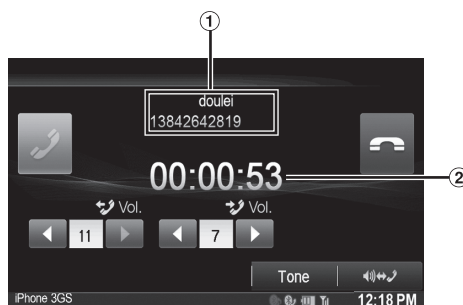 ①
doulei
13842642819
00:00:53
②
Vol. Vol.
11 7
Tone
iPhone 3GS 12:18 PM